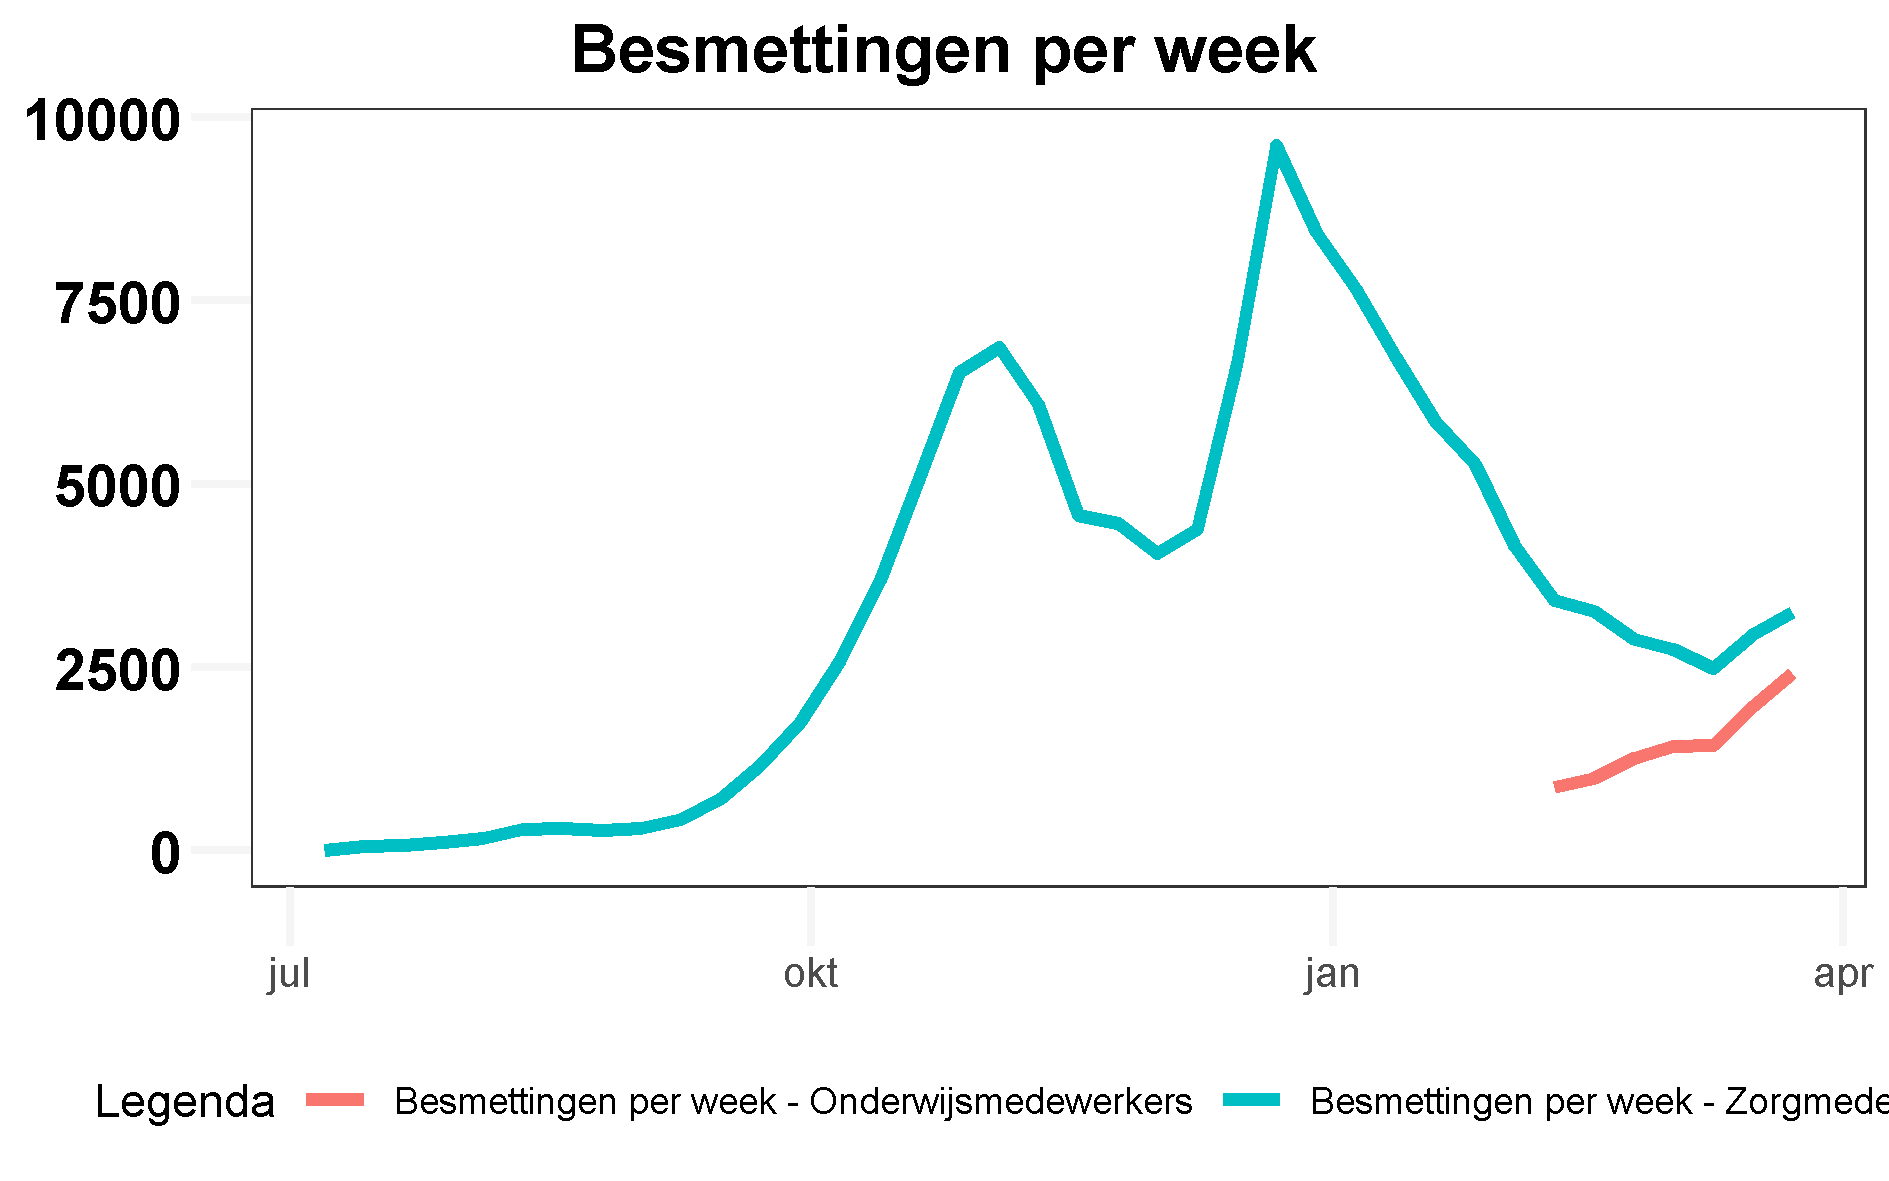 Besmettingen per week
10000
7500
5000
2500
0
jul okt jan apr
Legenda Besmettingen per week - Onderwijsmedewerkers Besmettingen per week - Zorgmede